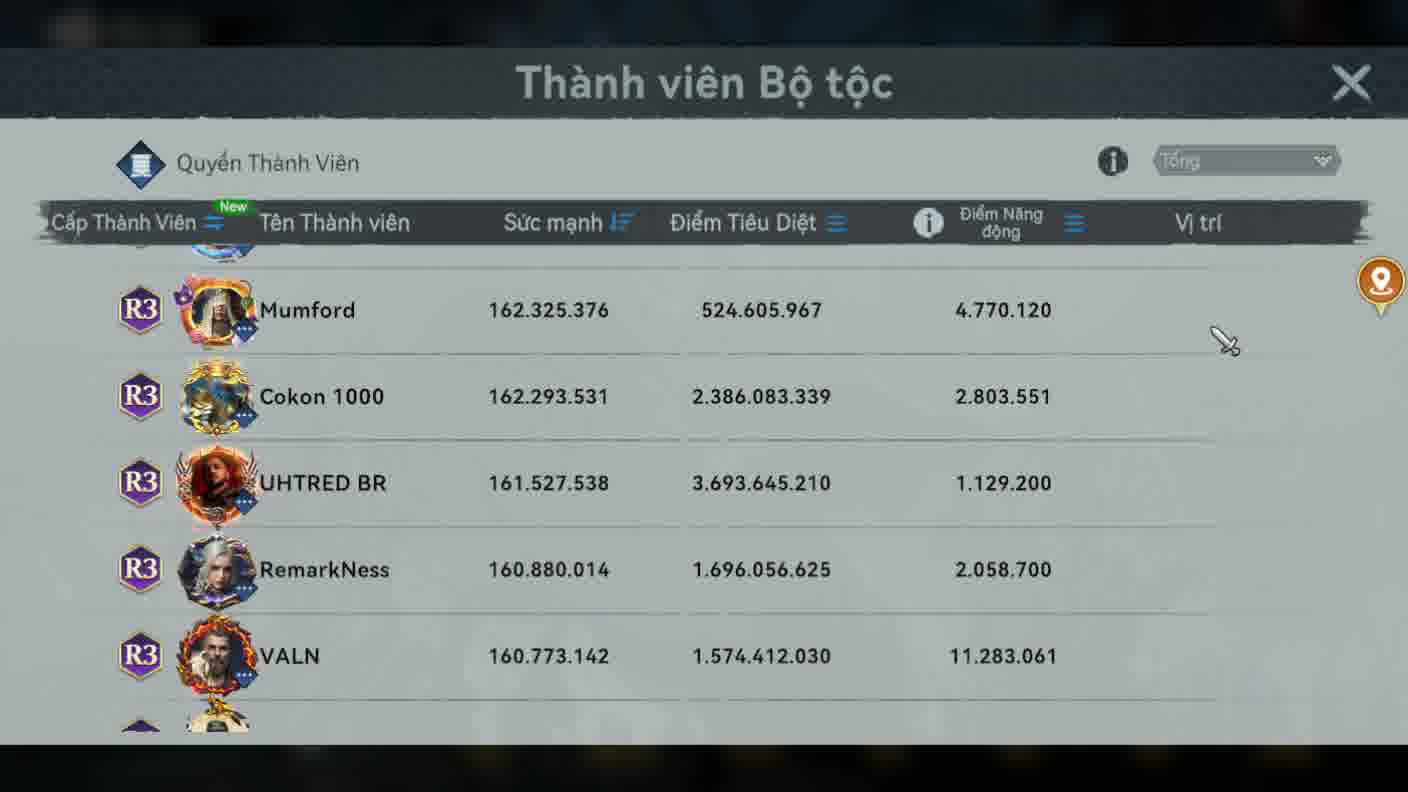 Thành viên Bộ tộc
Quyển Thành Viên
Tổng
New
Cấp Thành Viên Tên Thành viên Sức mạnh Điểm Tiêu Diệt Điểm Năng động Vị trí
R3 Mumford 162.325.376 524.605.967 4.770.120
R3 Cokon 1000 162.293.531 2.386.083.339 2.803.551
R3 UHTRED BR 161.527.538 3.693.645.210 1.129.200
R3 RemarkNess 160.880.014 1.696.056.625 2.058.700
R3 VALN 160.773.142 1.574.412.030 11.283.061